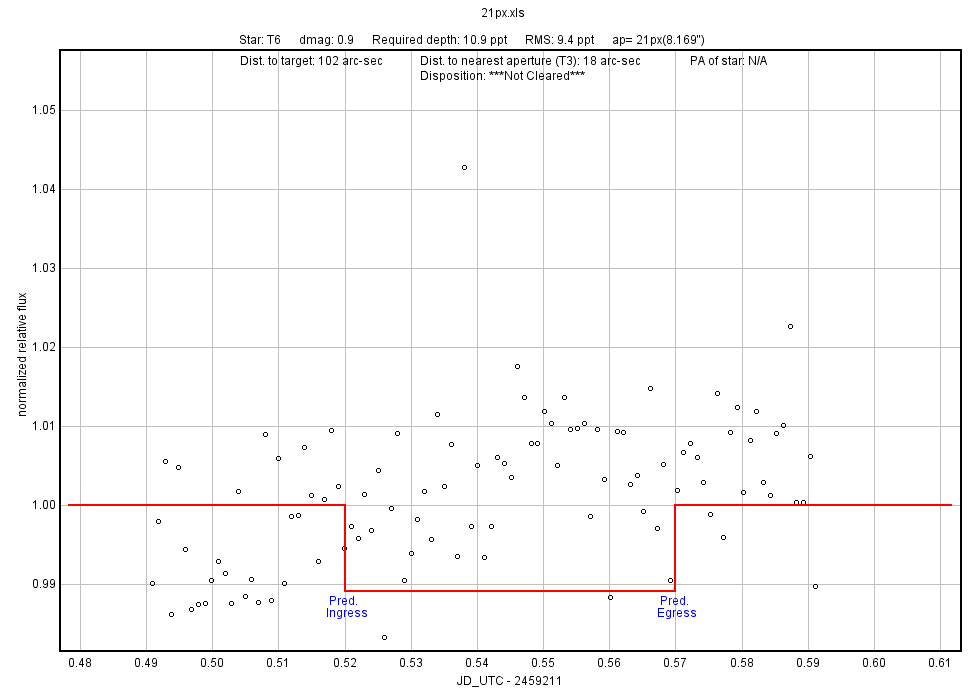 21px.xls
Star: T6 dmag: 0.9 Required depth: 10.9 ppt RMS: 9.4 ppt ap= 21px(8.169")
Dist. to target: 102 arc-sec Dist. to nearest aperture (T3): 18 arc-sec PA of star: N/A
Disposition: ***Not Cleared***
1.05
1.04
1.03
1.02
1.01
1.00
0.99
normalized relative flux
Pred. Ingress
Pred. Egress
0.48 0.49 0.50 0.51 0.52 0.53 0.54 0.55 0.56 0.57 0.58 0.59 0.60 0.61
JD_UTC - 2459211